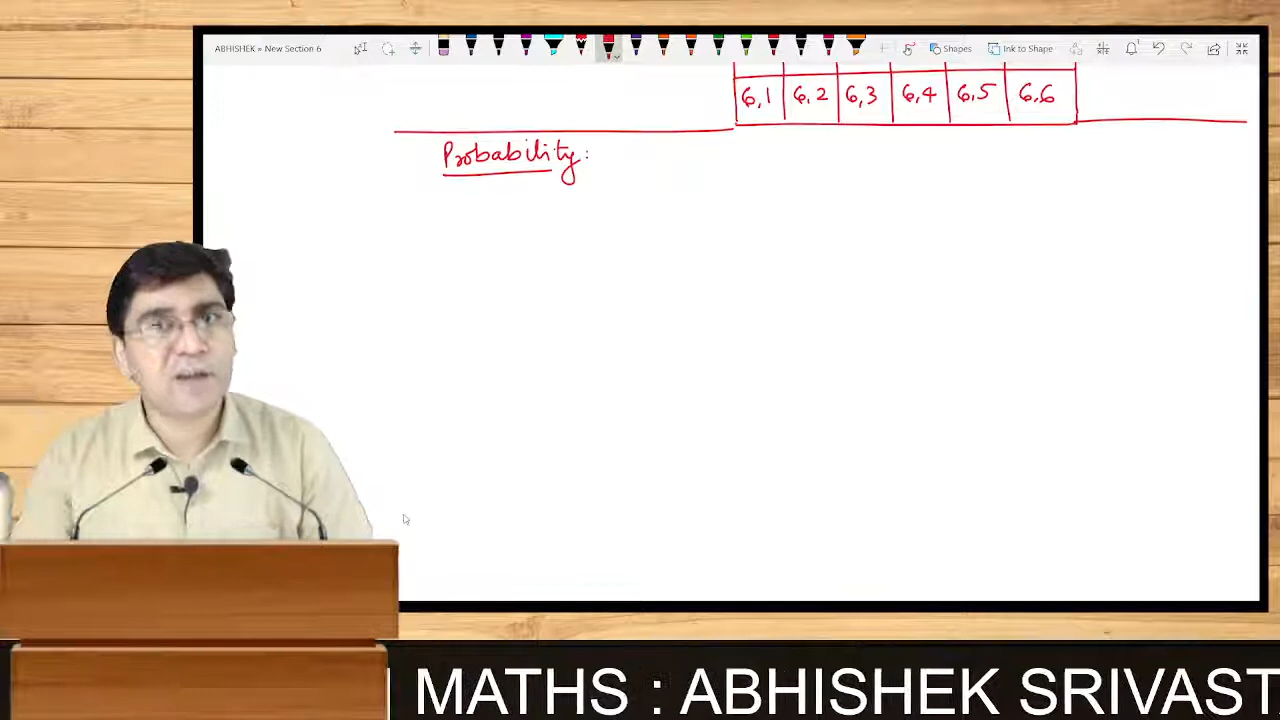 ABHISHEK » New Section 6
Shapes
Ink to Shape
6,1 6,2 6,3 6,4 6,5 6,6
Probability:
MATHS : ABHISHEK SRIVAST